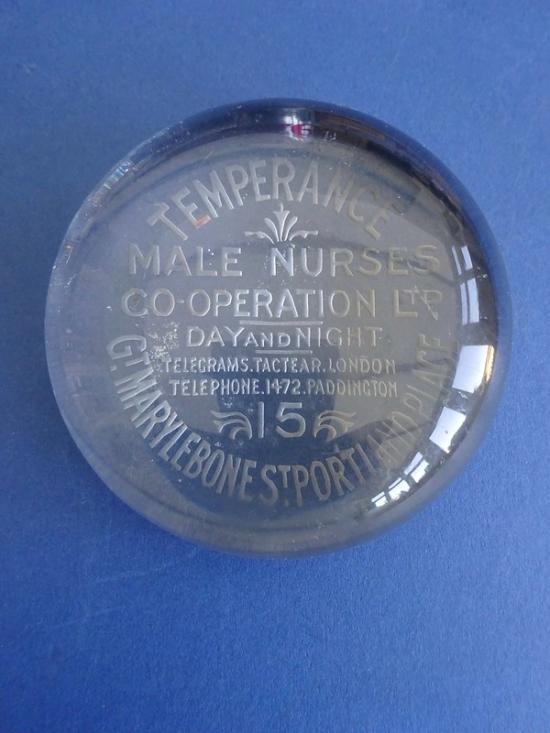 TEMPERANCE
MALE NURSES
CO-OPERATION LTD
DAY AND NIGHT
TELEGRAMS. TACTEAR. LONDON
TELEPHONE. 1472. PADDINGTON
15
GT MARYLEBONE ST PORTLAND PLACE